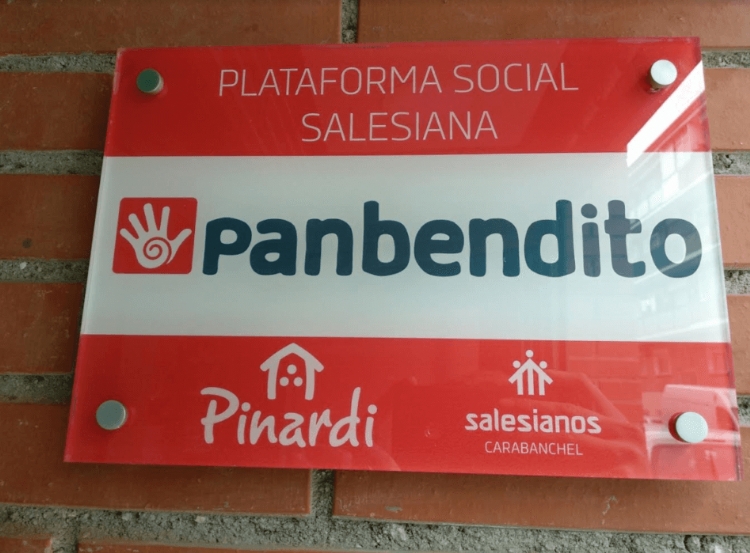 PLATAFORMA SOCIAL
SALESIANA
panbendito
Pinardi
salesianos
CARABANCHEL